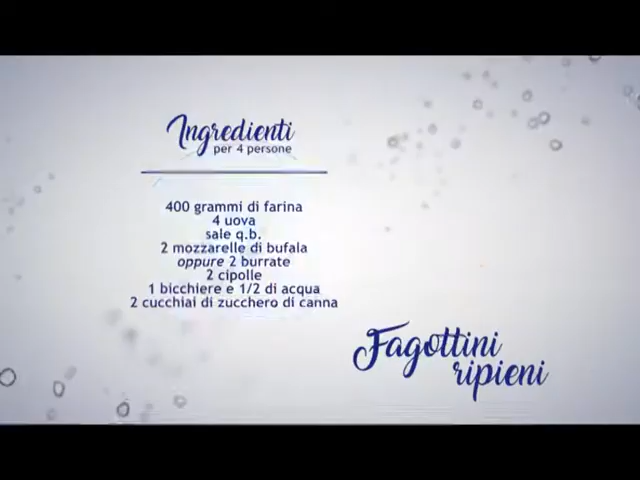 Ingredienti
per 4 persone
400 grammi di farina
4 uova
sale q.b.
2 mozzarelle di bufala
oppure 2 burrate
2 cipolle
1 bicchiere e 1/2 di acqua
2 cucchiai di zucchero di canna
Fagottini
ripieni